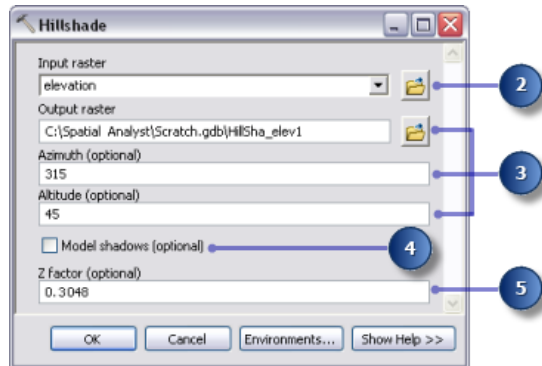 Hillshade
Input raster
elevation
2
Output raster
C:\Spatial Analyst\Scratch.gdb\HillSha_elev1
Azimuth (optional)
315
3
Altitude (optional)
45
Model shadows (optional)
4
Z factor (optional)
0.3048
5
OK Cancel Environments... Show Help >>